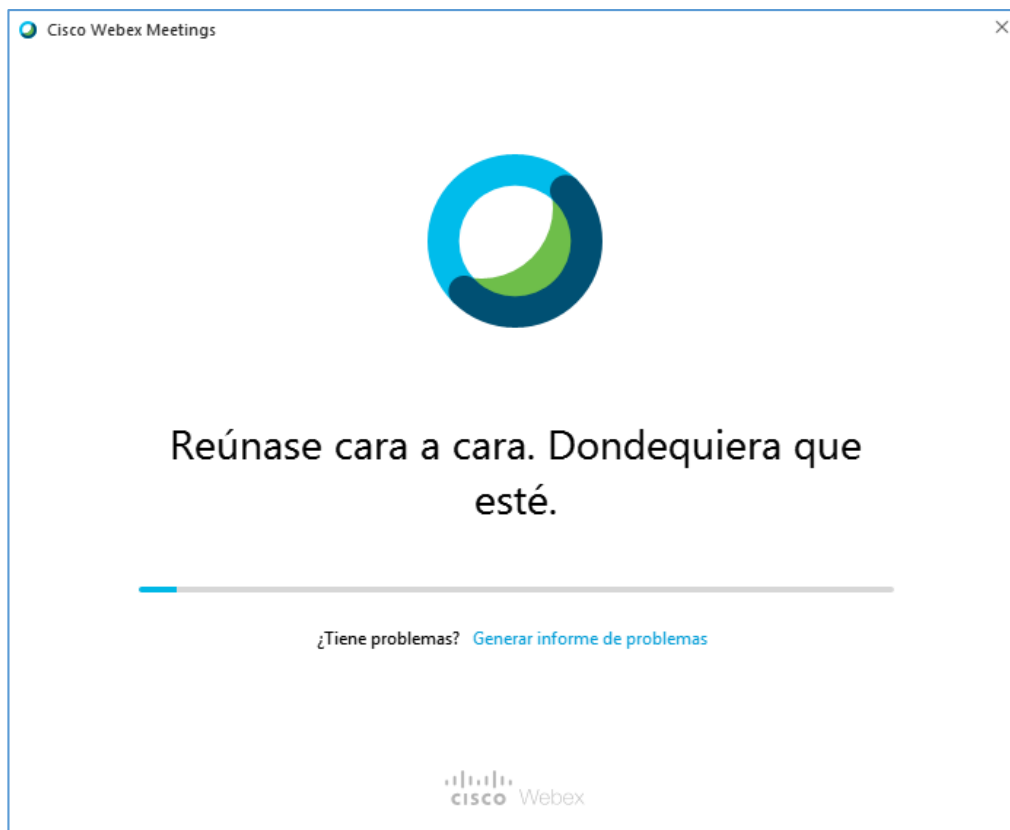 Cisco Webex Meetings
Reúnase cara a cara. Dondequiera que
esté.
¿Tiene problemas? Generar informe de problemas
CISCO Webex